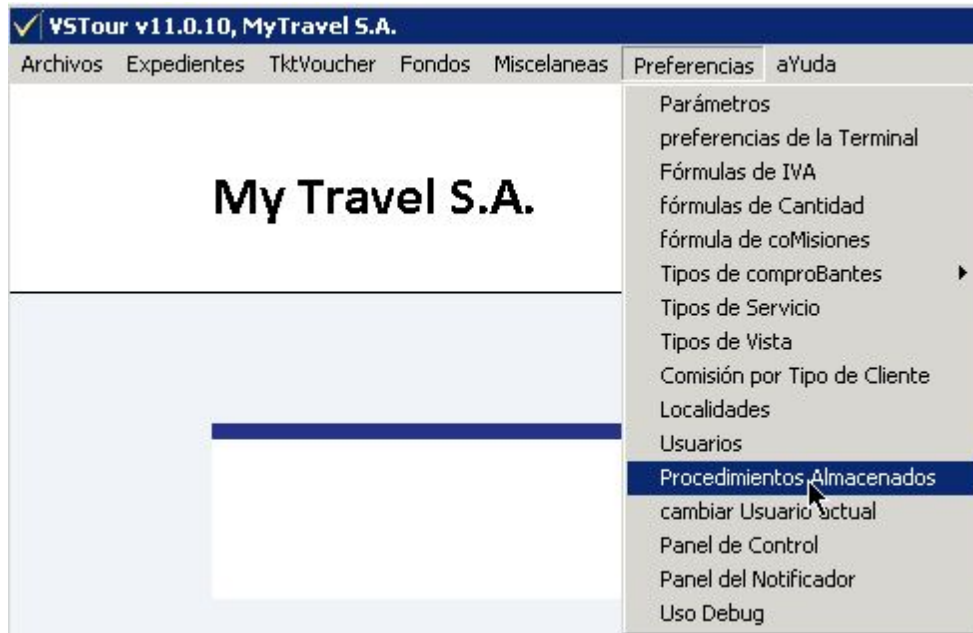 VSTour v11.0.10, MyTravel S.A.
Archivos Expedientes TktVoucher Fondos Miscelaneas Preferencias aYuda
My Travel S.A.
Parámetros
preferencias de la Terminal
Fórmulas de IVA
fórmulas de Cantidad
fórmula de coMisiones
Tipos de comproBantes
Tipos de Servicio
Tipos de Vista
Comisión por Tipo de Cliente
Localidades
Usuarios
Procedimientos Almacenados
cambiar Usuario actual
Panel de Control
Panel del Notificador
Uso Debug